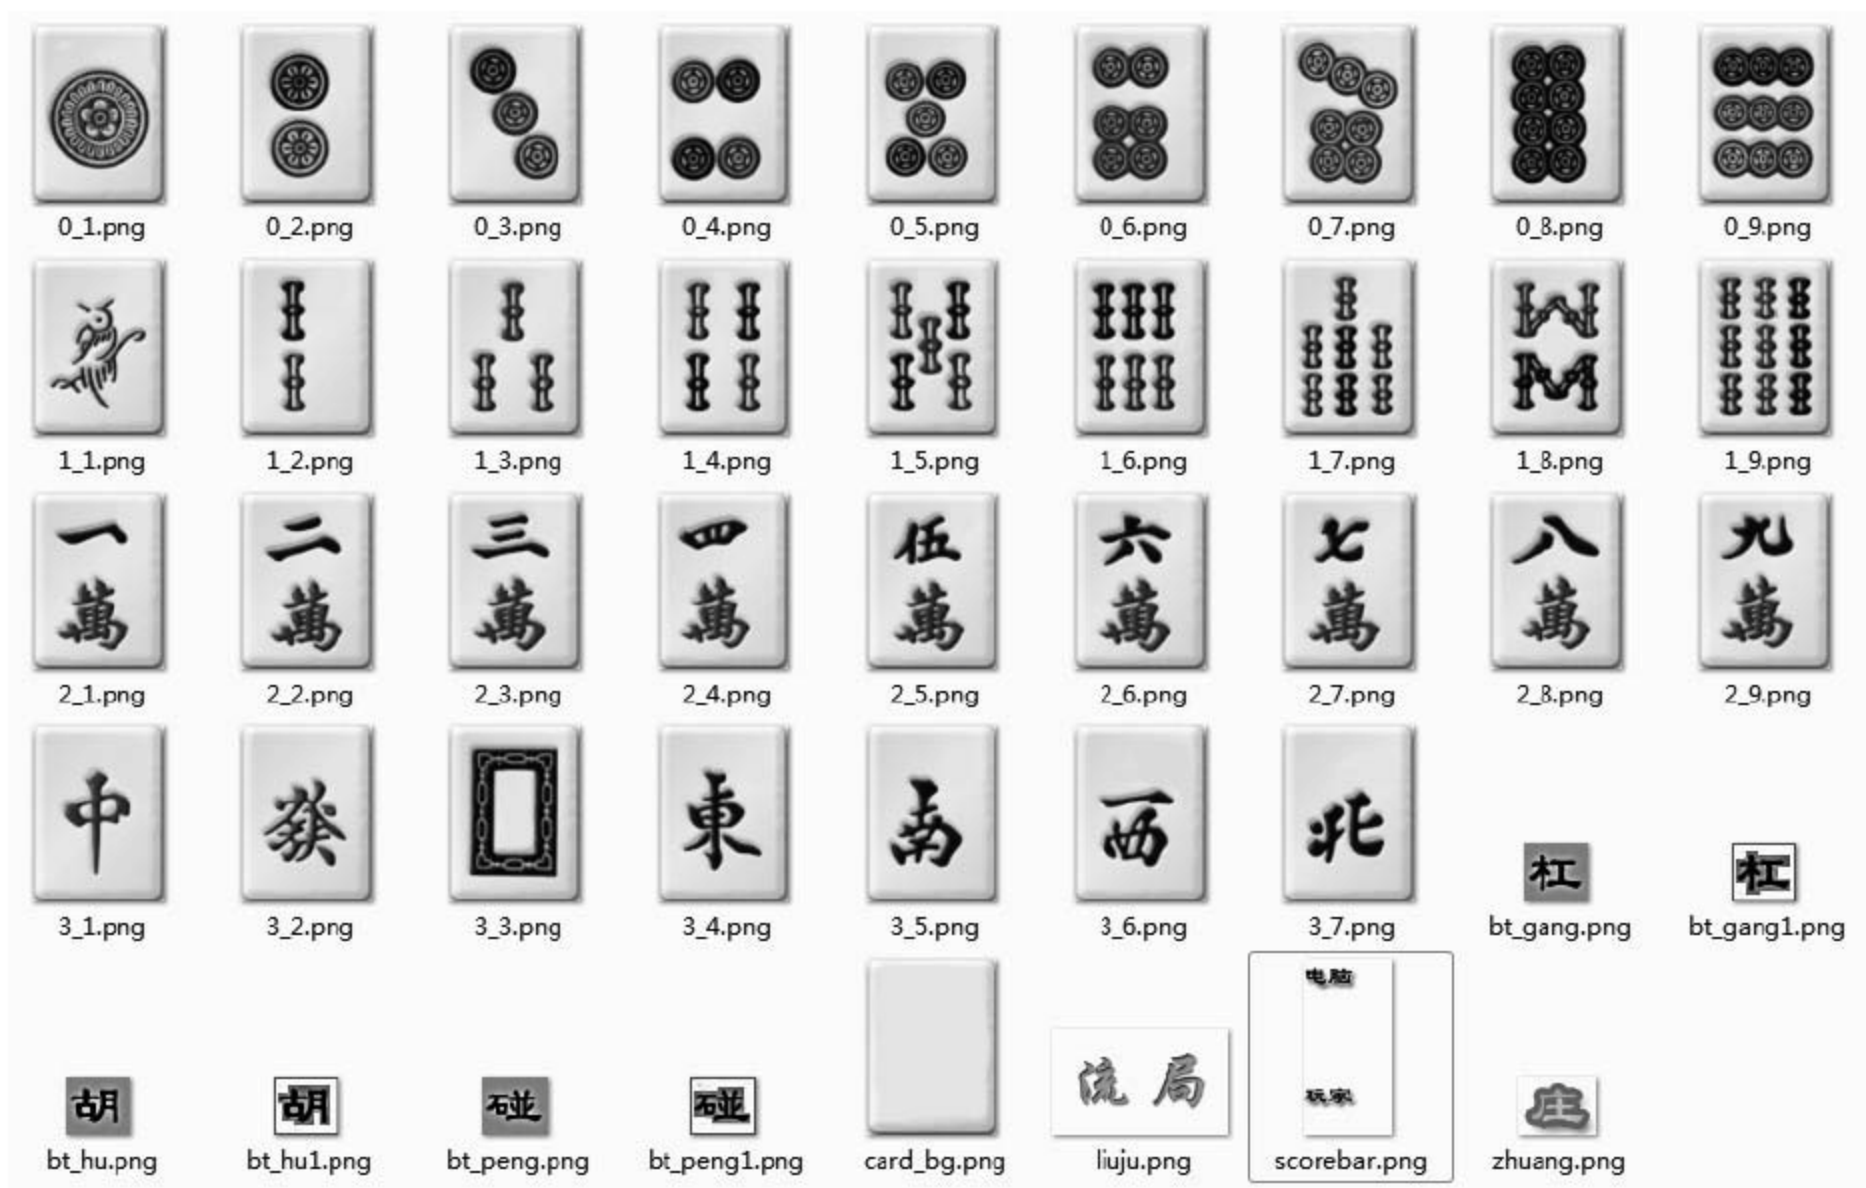 0_1.png 0_2.png 0_3.png 0_4.png 0_5.png 0_6.png 0_7.png 0_8.png 0_9.png
1_1.png 1_2.png 1_3.png 1_4.png 1_5.png 1_6.png 1_7.png 1_8.png 1_9.png
一 二 三 四 伍 六 七 八 九
萬 萬 萬 萬 萬 萬 萬 萬 萬
2_1.png 2_2.png 2_3.png 2_4.png 2_5.png 2_6.png 2_7.png 2_8.png 2_9.png
中 發 東 南 西 北 杠 杠
3_1.png 3_2.png 3_3.png 3_4.png 3_5.png 3_6.png 3_7.png bt_gang.png bt_gang1.png
电脑
胡 胡 碰 碰 流局 玩家 庄
bt_hu.png bt_hu1.png bt_peng.png bt_peng1.png card_bg.png liuju.png scorebar.png zhuang.png